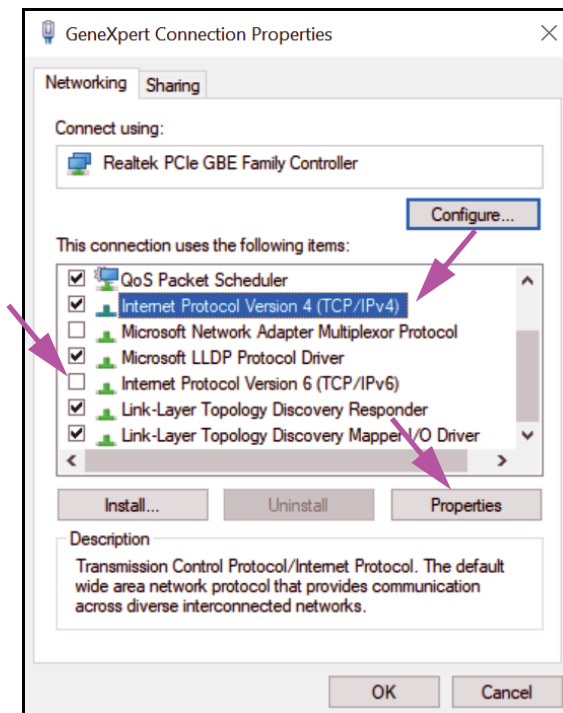 GeneXpert Connection Properties
Networking
Sharing
Connect using:
Realtek PCIe GBE Family Controller
Configure...
This connection uses the following items:
QoS Packet Scheduler
Internet Protocol Version 4 (TCP/IPv4)
Microsoft Network Adapter Multiplexor Protocol
Microsoft LLDP Protocol Driver
Internet Protocol Version 6 (TCP/IPv6)
Link-Layer Topology Discovery Responder
Link-Layer Topology Discovery Mapper I/O Driver
Install...
Uninstall
Properties
Description
Transmission Control Protocol/Internet Protocol. The default
wide area network protocol that provides communication
across diverse interconnected networks.
OK
Cancel